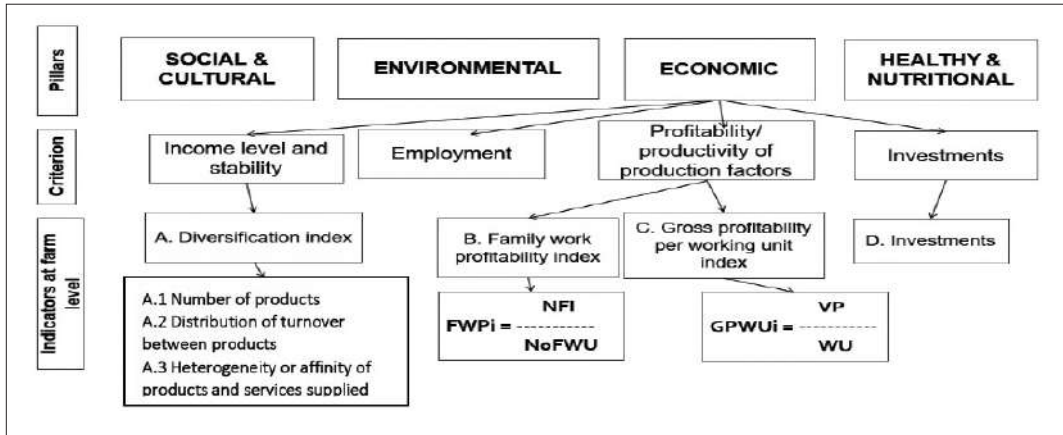 Pillars
SOCIAL &
CULTURAL
ENVIRONMENTAL
ECONOMIC
HEALTHY &
NUTRITIONAL
Criterion
Income level and
stability
Employment
Profitability/
productivity of
production factors
Investments
Indicators at farm
level
A. Diversification index
B. Family work
profitability index
C. Gross profitability
per working unit
index
D. Investments
A.1 Number of products
A.2 Distribution of turnover
between products
A.3 Heterogeneity or affinity of
products and services supplied
NFI
FWPi = ---------------
NoFWU
VP
GPWUi = ---------------
WU